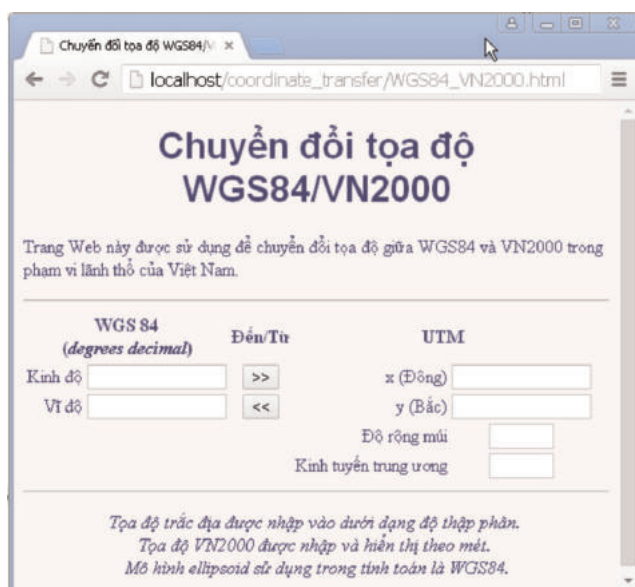 Chuyển đổi tọa độ WGS84/V
localhost/coordinate_transfer/WGS84_VN2000.html
Chuyển đổi tọa độ
WGS84/VN2000
Trang Web này được sử dụng để chuyển đổi tọa độ giữa WGS84 và VN2000 trong
phạm vi lãnh thổ của Việt Nam.
WGS 84
(degrees decimal)
Đến/Từ
UTM
Kinh độ >> x (Đông)
Vĩ độ << y (Bắc)
Độ rộng múi
Kinh tuyến trung ương
Tọa độ trắc địa được nhập vào dưới dạng độ thập phân.
Tọa độ VN2000 được nhập và hiển thị theo mét.
Mô hình ellipsoid sử dụng trong tính toán là WGS84.